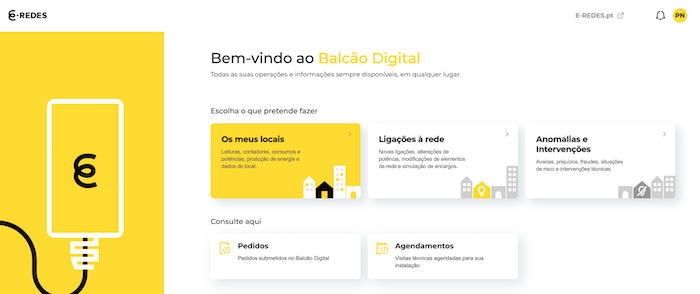 E-REDES
E-REDES.pt
PN
Bem-vindo ao Balcão Digital
Todas as suas operações e informações sempre disponíveis, em qualquer lugar.
Escolha o que pretende fazer
Os meus locais
Leituras, contadores, consumos e
potências, produção de energia e
dados do local.
Ligações à rede
Novas ligações, alterações de
potência, modificações de elementos
de rede e simulação de encargos.
Anomalias e
Intervenções
Avarias, prejuízos, fraudes, situações
de risco e intervenções técnicas.
Consulte aqui
Pedidos
Pedidos submetidos no Balcão Digital
Agendamentos
Visitas técnicas agendadas para sua
instalação